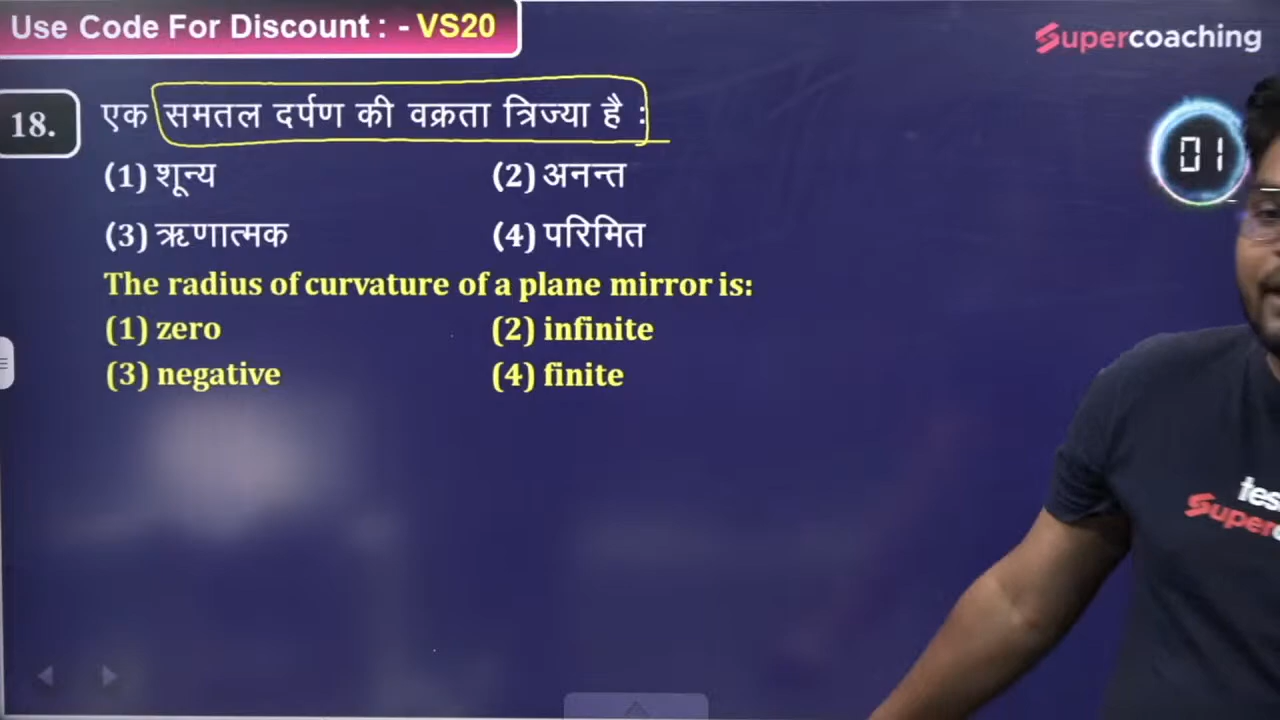 Use Code For Discount : - VS20
Supercoaching
18. एक समतल दर्पण की वक्रता त्रिज्या है :
01
(1) शून्य (2) अनन्त
(3) ऋणात्मक (4) परिमित
The radius of curvature of a plane mirror is:
(1) zero (2) infinite
(3) negative (4) finite